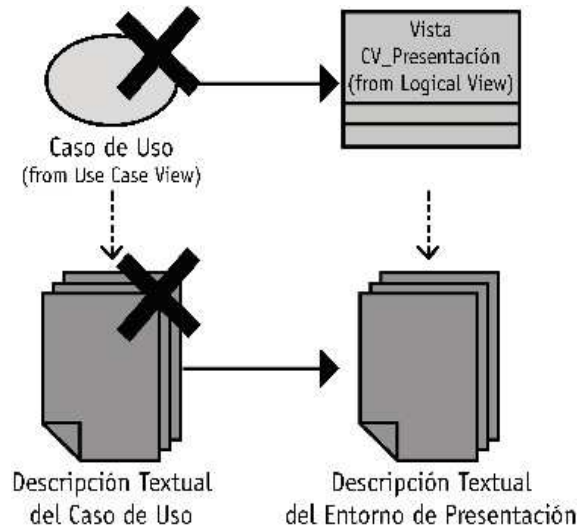 Vista
CV_Presentación
(from Logical View)
Caso de Uso
(from Use Case View)
Descripción Textual
del Caso de Uso
Descripción Textual
del Entorno de Presentación